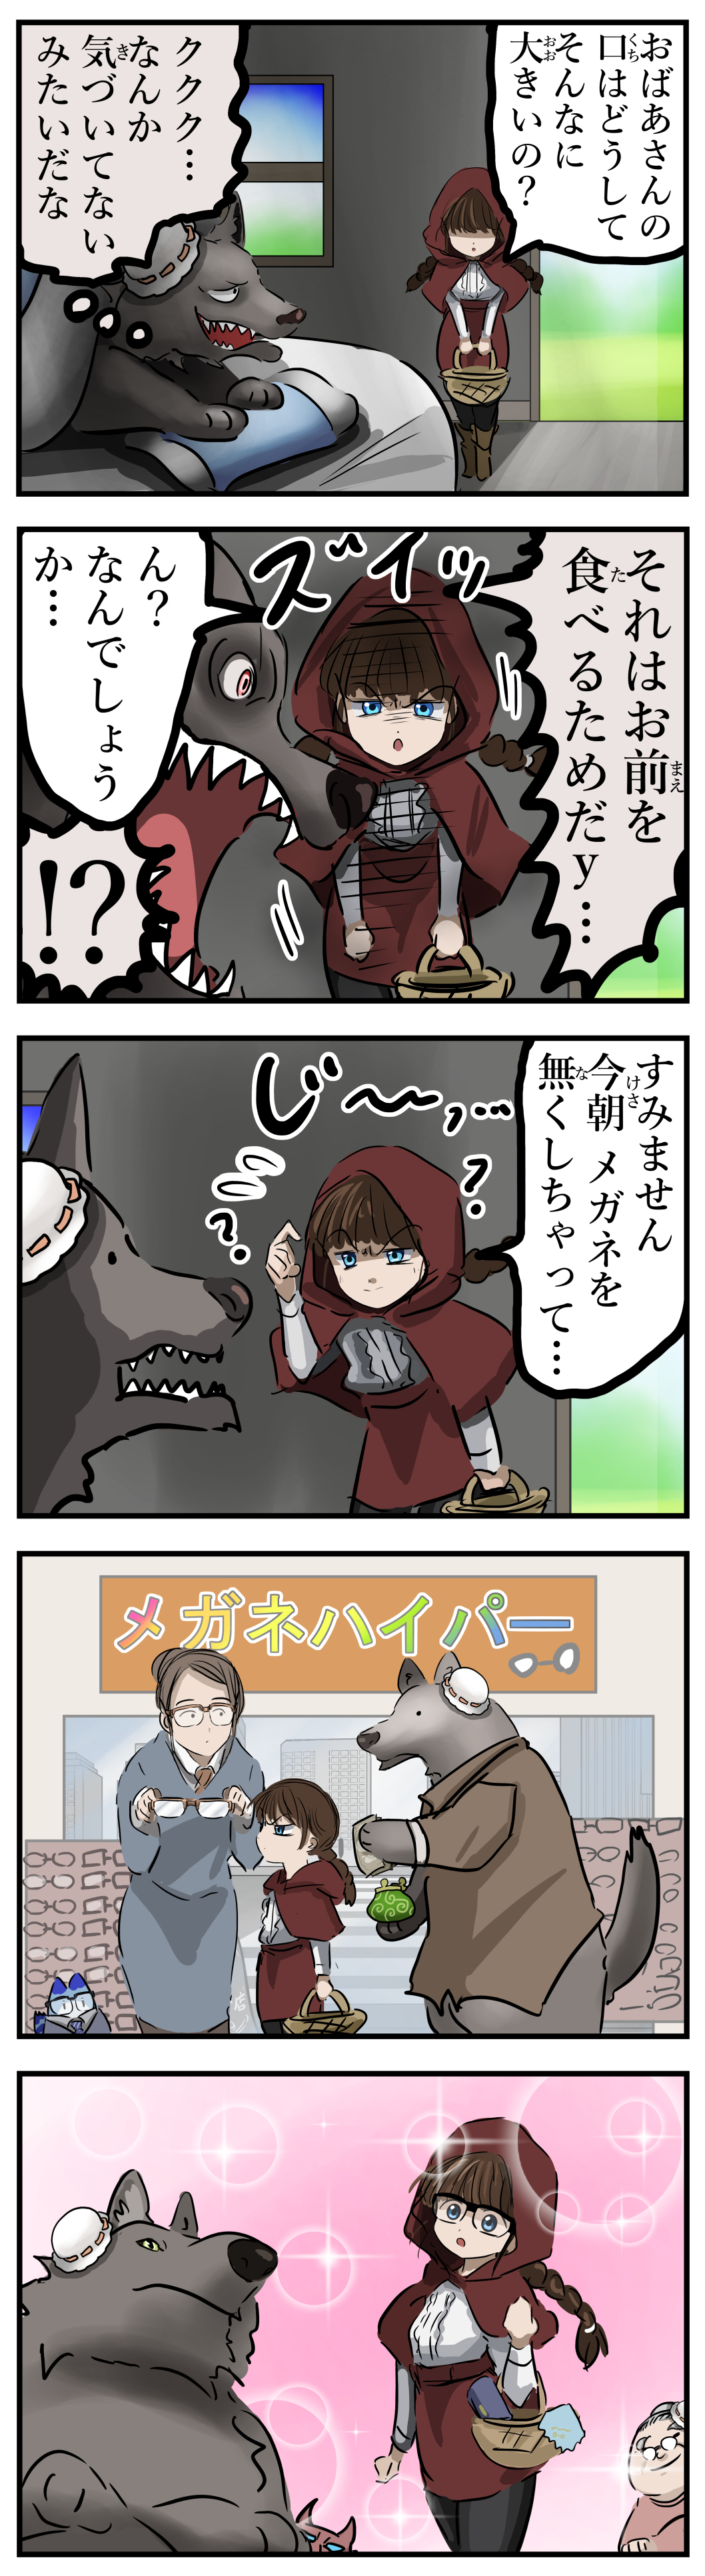 おばあさんの
口はどうして
そんなに
大きいの？
ククク…
なんか
気づいてない
みたいだな
それはお前を
食べるためだy…
ズイッ
ん？
なんでしょう
か…
!?
すみません
今朝 メガネを
無くしちゃって…
じ〜〜,…
?
?
メガネハイパー
店